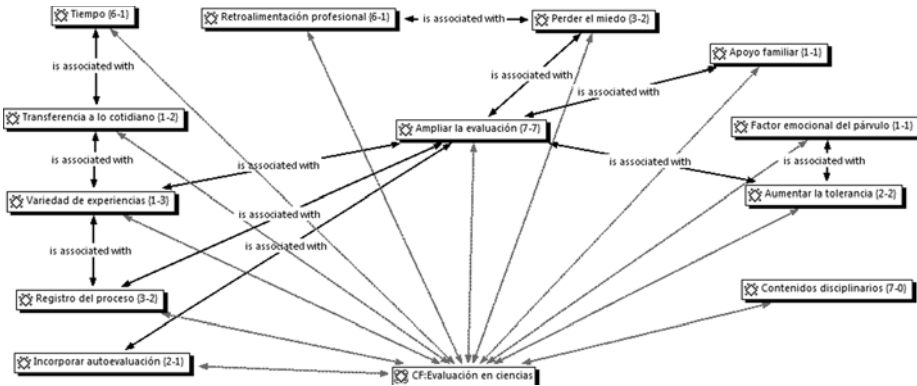 Tiempo (6-1)
Retroalimentación profesional (6-1)
Perder el miedo (3-2)
is associated with
Apoyo familiar (1-1)
is associated with
is associated with
is associated with
Transferencia a lo cotidiano (1-2)
Ampliar la evaluación (7-7)
Factor emocional del párvulo (1-1)
is associated with
is associated with
is associated with
is associated with
Variedad de experiencias (1-3)
Aumentar la tolerancia (2-2)
is associated with
is associated with
is associated with
Registro del proceso (3-2)
Contenidos disciplinarios (7-0)
Incorporar autoevaluación (2-1)
CF:Evaluación en ciencias